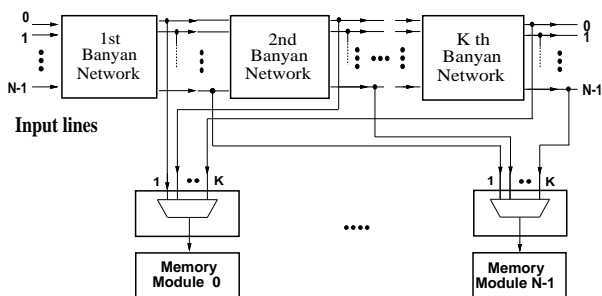 0
1
N-1
Input lines
1st
Banyan
Network
2nd
Banyan
Network
K th
Banyan
Network
0
1
N-1
1
K
1
K
Memory
Module 0
Memory
Module N-1